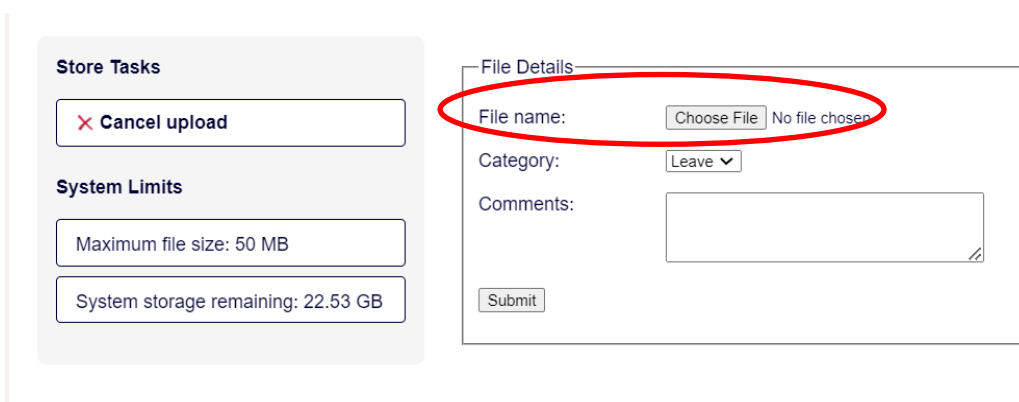 Store Tasks
Cancel upload
System Limits
Maximum file size: 50 MB
System storage remaining: 22.53 GB
File Details
File name: Choose File No file chosen
Category: Leave
Comments:
Submit